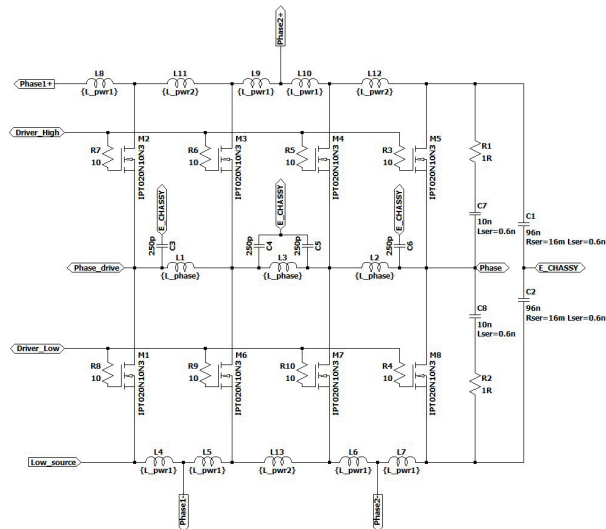 Phase2+
L8
L11
L9
L10
L12
Phase1+
{L_pwr1}
{L_pwr2}
{L_pwr1}
{L_pwr1}
{L_pwr2}
Driver_High
M2
M3
M4
M5
R7
10
R6
10
R5
10
R3
10
IPT020N10N3
IPT020N10N3
IPT020N10N3
IPT020N10N3
R1
1R
E_CHASSY
E_CHASSY
E_CHASSY
C7
10n
Lser=0.6n
C1
96n
Rser=16m Lser=0.6n
250p
C3
250p
C4
C5
250p
250p
C6
Phase_drive
L1
{L_phase}
L3
{L_phase}
L2
{L_phase}
Phase
E_CHASSY
C8
10n
Lser=0.6n
C2
96n
Rser=16m Lser=0.6n
Driver_Low
M1
M6
M7
M8
R8
10
R9
10
R10
10
R4
10
IPT020N10N3
IPT020N10N3
IPT020N10N3
IPT020N10N3
R2
1R
Low_source
L4
L5
L13
L6
L7
{L_pwr1}
{L_pwr1}
{L_pwr2}
{L_pwr1}
{L_pwr1}
Phase1-
Phase2-